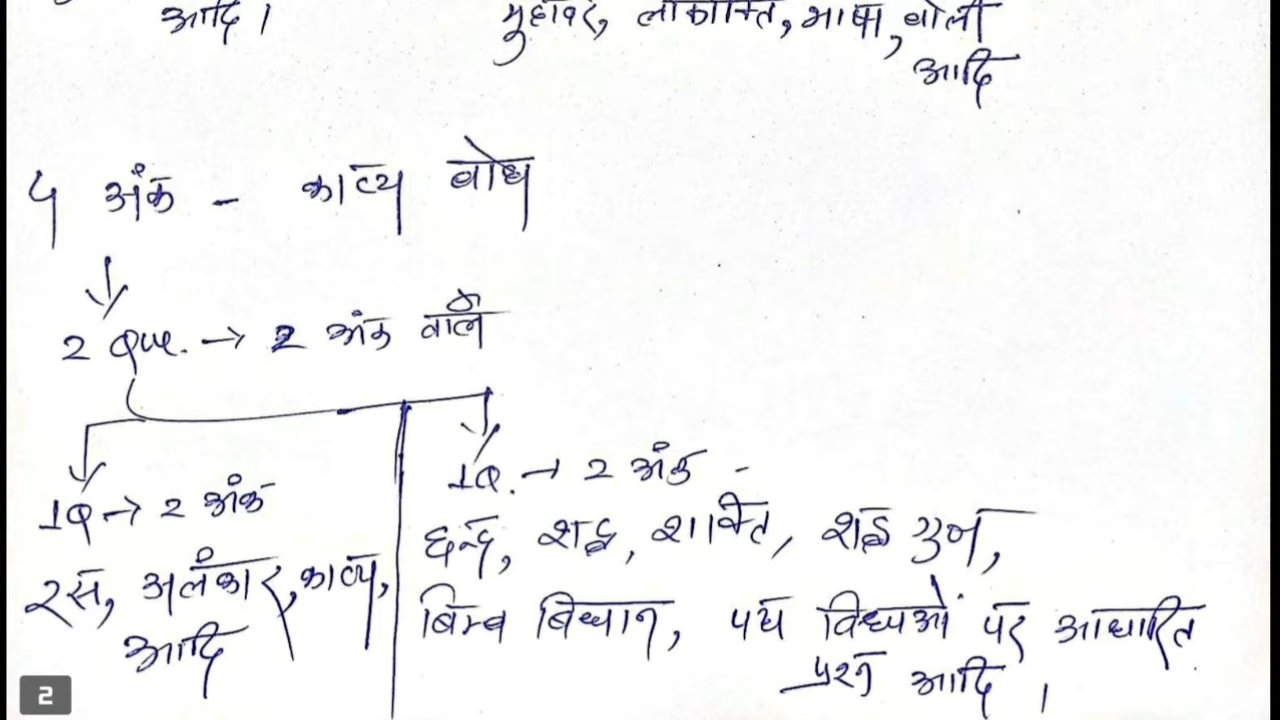 आदि ।
मुहावरे, लोकोक्ति, भाषा, बोली
आदि
५ अंक - काव्य बोध
2 Que. → 2 अंक वाले
1Q → 2 अंक
रस, अलंकार, काव्य,
आदि
1Q. → 2 अंक -
छन्द, शब्द, शक्ति, शब्द गुण,
बिम्ब विधान, पद्य विधाओं पर आधारित
प्रश्न आदि ।
2